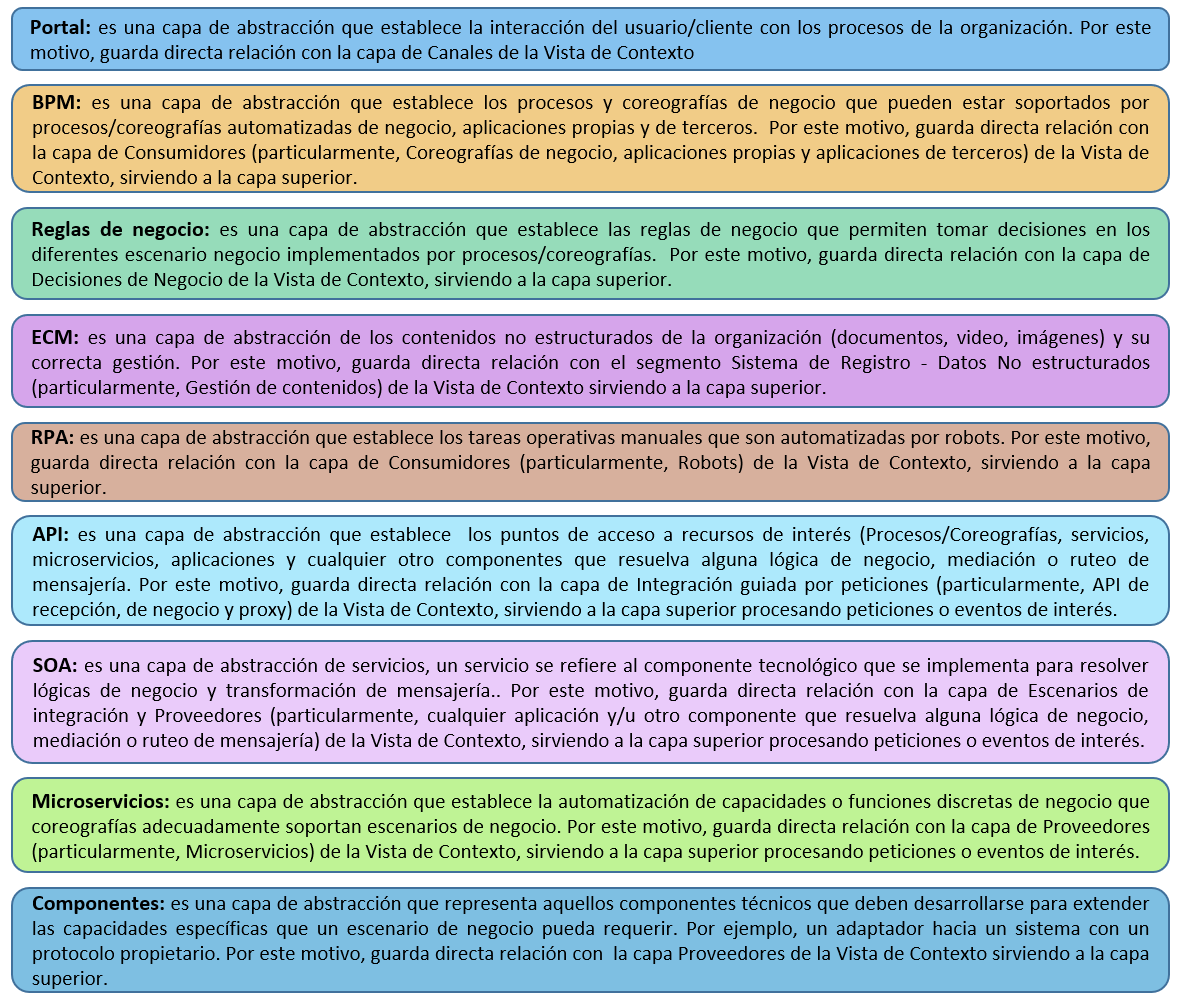 Portal: es una capa de abstracción que establece la interacción del usuario/cliente con los procesos de la organización. Por este
motivo, guarda directa relación con la capa de Canales de la Vista de Contexto
BPM: es una capa de abstracción que establece los procesos y coreografías de negocio que pueden estar soportados por
procesos/coreografías automatizadas de negocio, aplicaciones propias y de terceros. Por este motivo, guarda directa relación con
la capa de Consumidores (particularmente, Coreografías de negocio, aplicaciones propias y aplicaciones de terceros) de la Vista de
Contexto, sirviendo a la capa superior.
Reglas de negocio: es una capa de abstracción que establece las reglas de negocio que permiten tomar decisiones en los
diferentes escenario negocio implementados por procesos/coreografías. Por este motivo, guarda directa relación con la capa de
Decisiones de Negocio de la Vista de Contexto, sirviendo a la capa superior.
ECM: es una capa de abstracción de los contenidos no estructurados de la organización (documentos, video, imágenes) y su
correcta gestión. Por este motivo, guarda directa relación con el segmento Sistema de Registro - Datos No estructurados
(particularmente, Gestión de contenidos) de la Vista de Contexto sirviendo a la capa superior.
RPA: es una capa de abstracción que establece los tareas operativas manuales que son automatizadas por robots. Por este motivo,
guarda directa relación con la capa de Consumidores (particularmente, Robots) de la Vista de Contexto, sirviendo a la capa
superior.
API: es una capa de abstracción que establece los puntos de acceso a recursos de interés (Procesos/Coreografías, servicios,
microservicios, aplicaciones y cualquier otro componentes que resuelva alguna lógica de negocio, mediación o ruteo de
mensajería. Por este motivo, guarda directa relación con la capa de Integración guiada por peticiones (particularmente, API de
recepción, de negocio y proxy) de la Vista de Contexto, sirviendo a la capa superior procesando peticiones o eventos de interés.
SOA: es una capa de abstracción de servicios, un servicio se refiere al componente tecnológico que se implementa para resolver
lógicas de negocio y transformación de mensajería.. Por este motivo, guarda directa relación con la capa de Escenarios de
integración y Proveedores (particularmente, cualquier aplicación y/u otro componente que resuelva alguna lógica de negocio,
mediación o ruteo de mensajería) de la Vista de Contexto, sirviendo a la capa superior procesando peticiones o eventos de interés.
Microservicios: es una capa de abstracción que establece la automatización de capacidades o funciones discretas de negocio que
coreografías adecuadamente soportan escenarios de negocio. Por este motivo, guarda directa relación con la capa de Proveedores
(particularmente, Microservicios) de la Vista de Contexto, sirviendo a la capa superior procesando peticiones o eventos de interés.
Componentes: es una capa de abstracción que representa aquellos componentes técnicos que deben desarrollarse para extender
las capacidades específicas que un escenario de negocio pueda requerir. Por ejemplo, un adaptador hacia un sistema con un
protocolo propietario. Por este motivo, guarda directa relación con la capa Proveedores de la Vista de Contexto sirviendo a la capa
superior.